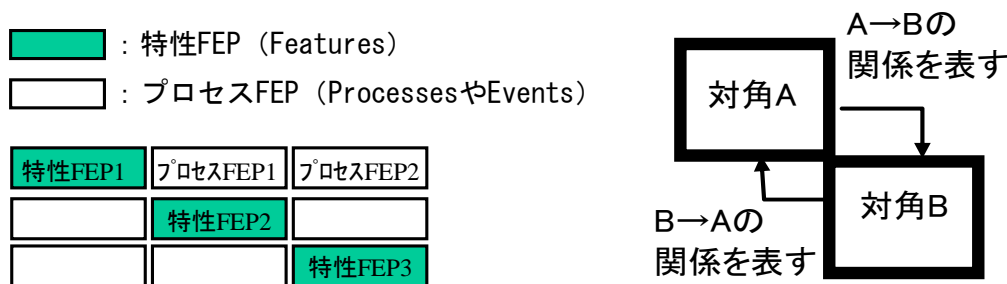 ：特性FEP（Features）
：プロセスFEP（ProcessesやEvents）
特性FEP1 ﾌﾟﾛｾｽFEP1 ﾌﾟﾛｾｽFEP2
特性FEP2
特性FEP3
A→Bの
関係を表す
対角A
対角B
B→Aの
関係を表す